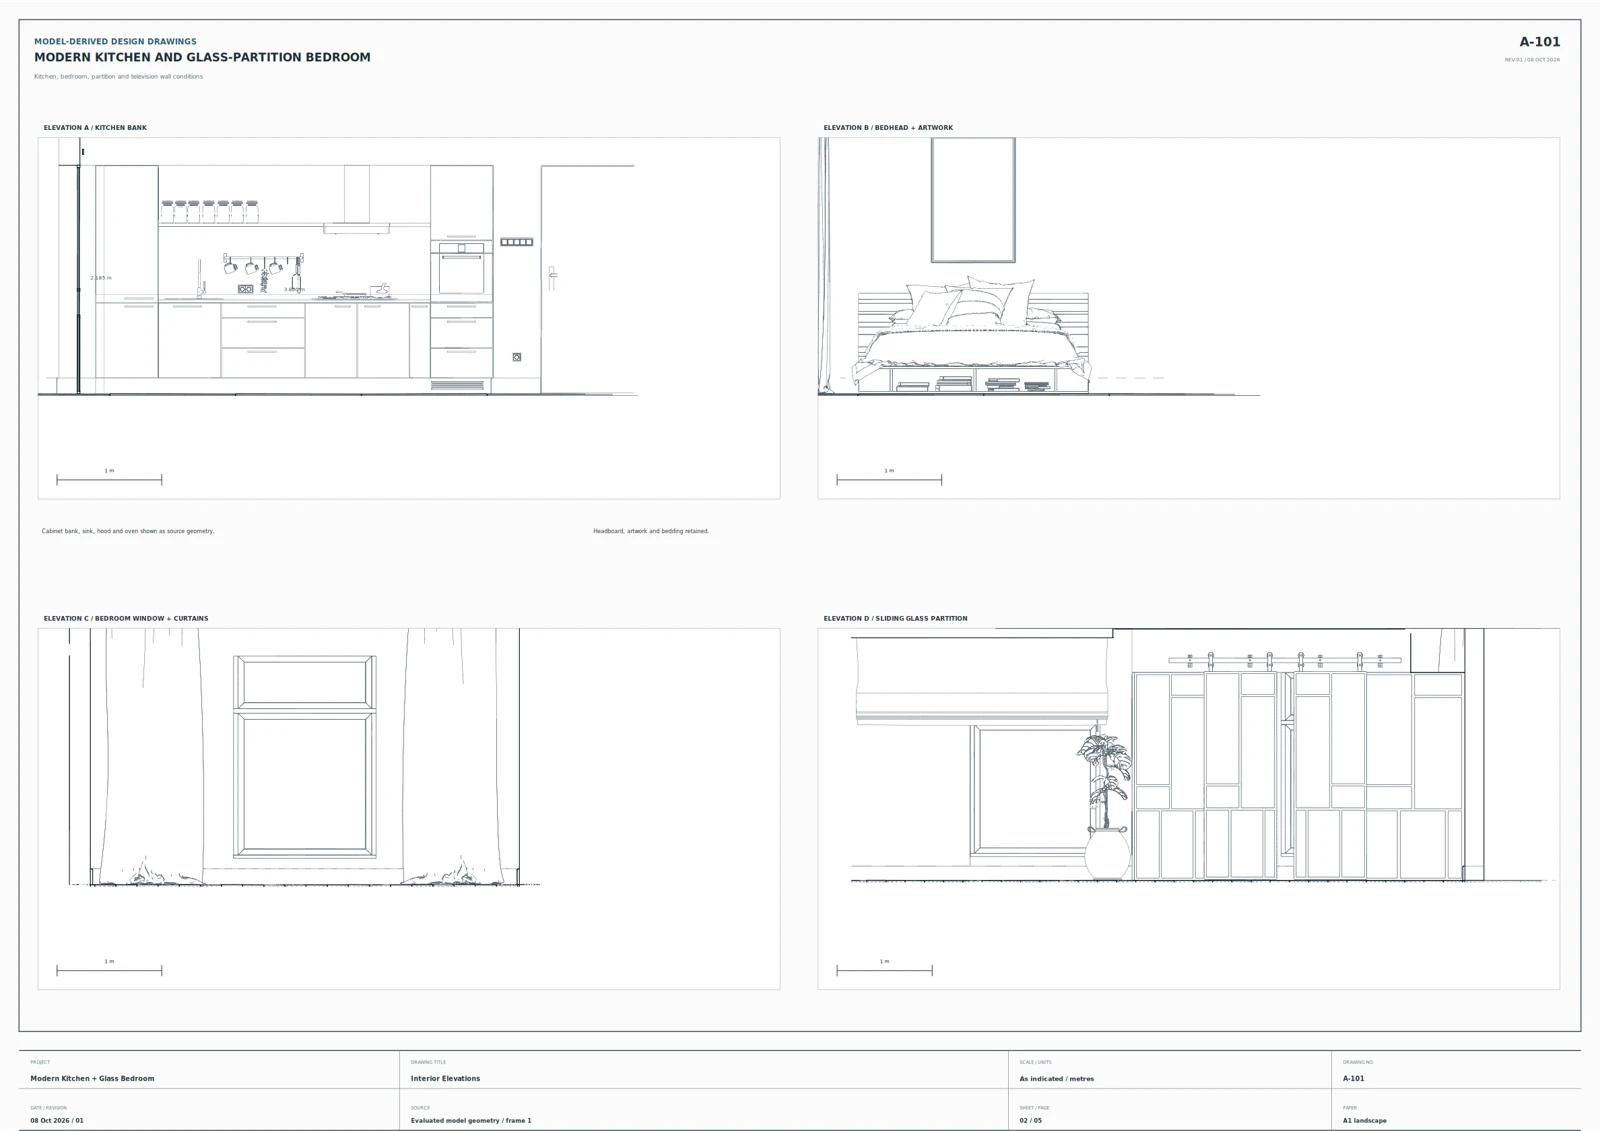 MODEL-DERIVED DESIGN DRAWINGS
MODERN KITCHEN AND GLASS-PARTITION BEDROOM
Kitchen, bedroom, partition and television wall conditions
A-101
REV 01 / 08 OCT 2026
ELEVATION A / KITCHEN BANK
2.185 m
1 m
ELEVATION B / BEDHEAD + ARTWORK
1 m
Cabinet bank, sink, hood and oven shown as source geometry.
Headboard, artwork and bedding retained.
ELEVATION C / BEDROOM WINDOW + CURTAINS
1 m
ELEVATION D / SLIDING GLASS PARTITION
1 m
PROJECT
Modern Kitchen + Glass Bedroom
DRAWING TITLE
Interior Elevations
SCALE / UNITS
As indicated / metres
DRAWING NO.
A-101
DATE / REVISION
08 Oct 2026 / 01
SOURCE
Evaluated model geometry / frame 1
SHEET / PAGE
02 / 05
PAPER
A1 landscape